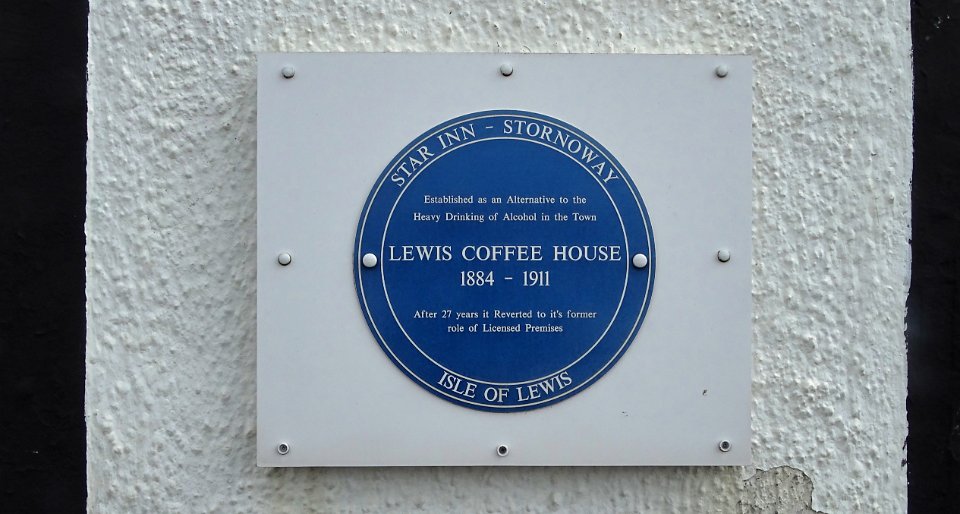 STAR INN - STORNOWAY
Established as an Alternative to the
Heavy Drinking of Alcohol in the Town
LEWIS COFFEE HOUSE
1884 - 1911
After 27 years it Reverted to it's former
role of Licensed Premises
ISLE OF LEWIS